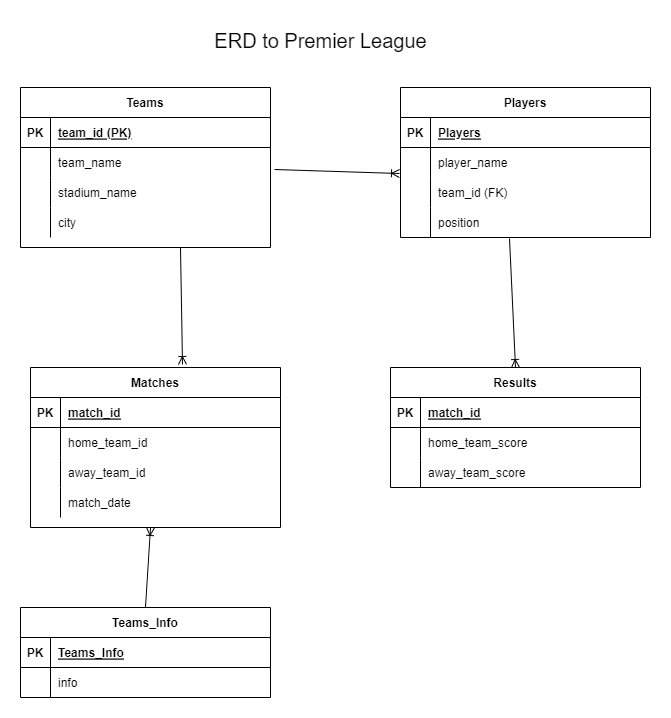 ERD to Premier League
Teams
PK team_id (PK)
team_name
stadium_name
city
Players
PK Players
player_name
team_id (FK)
position
Matches
PK match_id
home_team_id
away_team_id
match_date
Results
PK match_id
home_team_score
away_team_score
Teams_Info
PK Teams_Info
info